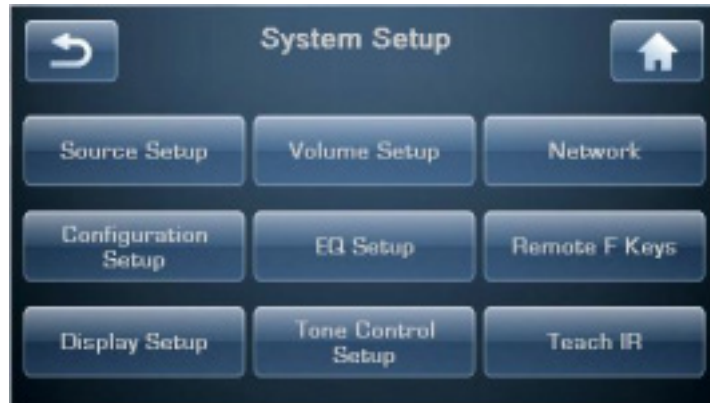 System Setup
Source Setup
Volume Setup
Network
Configuration
Setup
EQ Setup
Remote F Keys
Display Setup
Tone Control
Setup
Teach IR